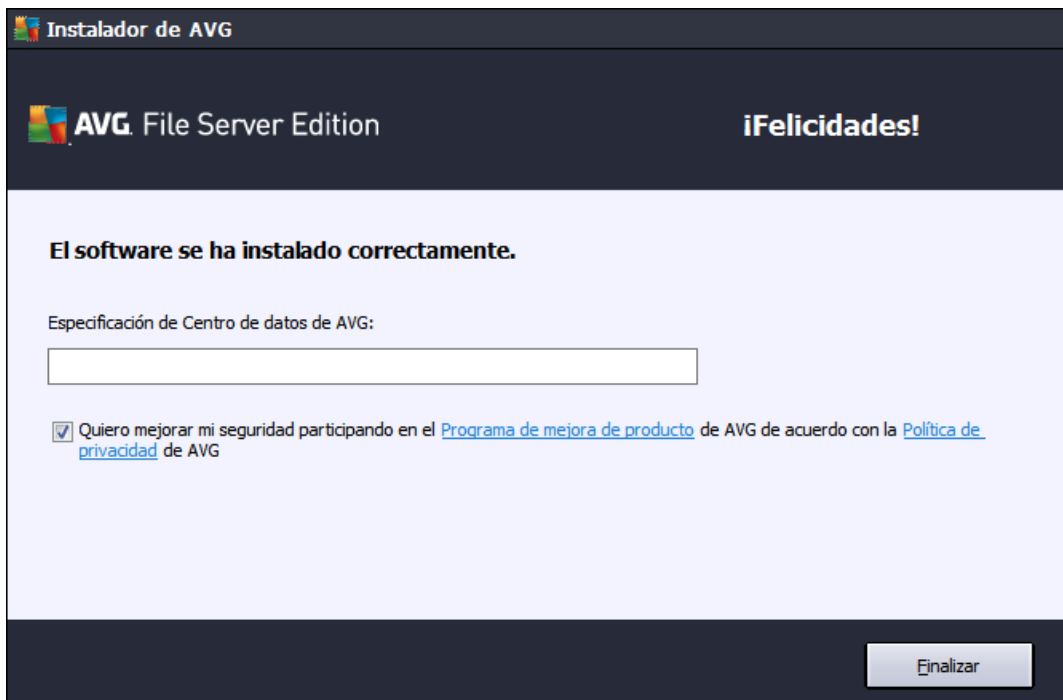 Instalador de AVG
AVG. File Server Edition
¡Felicidades!
El software se ha instalado correctamente.
Especificación de Centro de datos de AVG:
Quiero mejorar mi seguridad participando en el Programa de mejora de producto de AVG de acuerdo con la Política de
privacidad de AVG
Finalizar